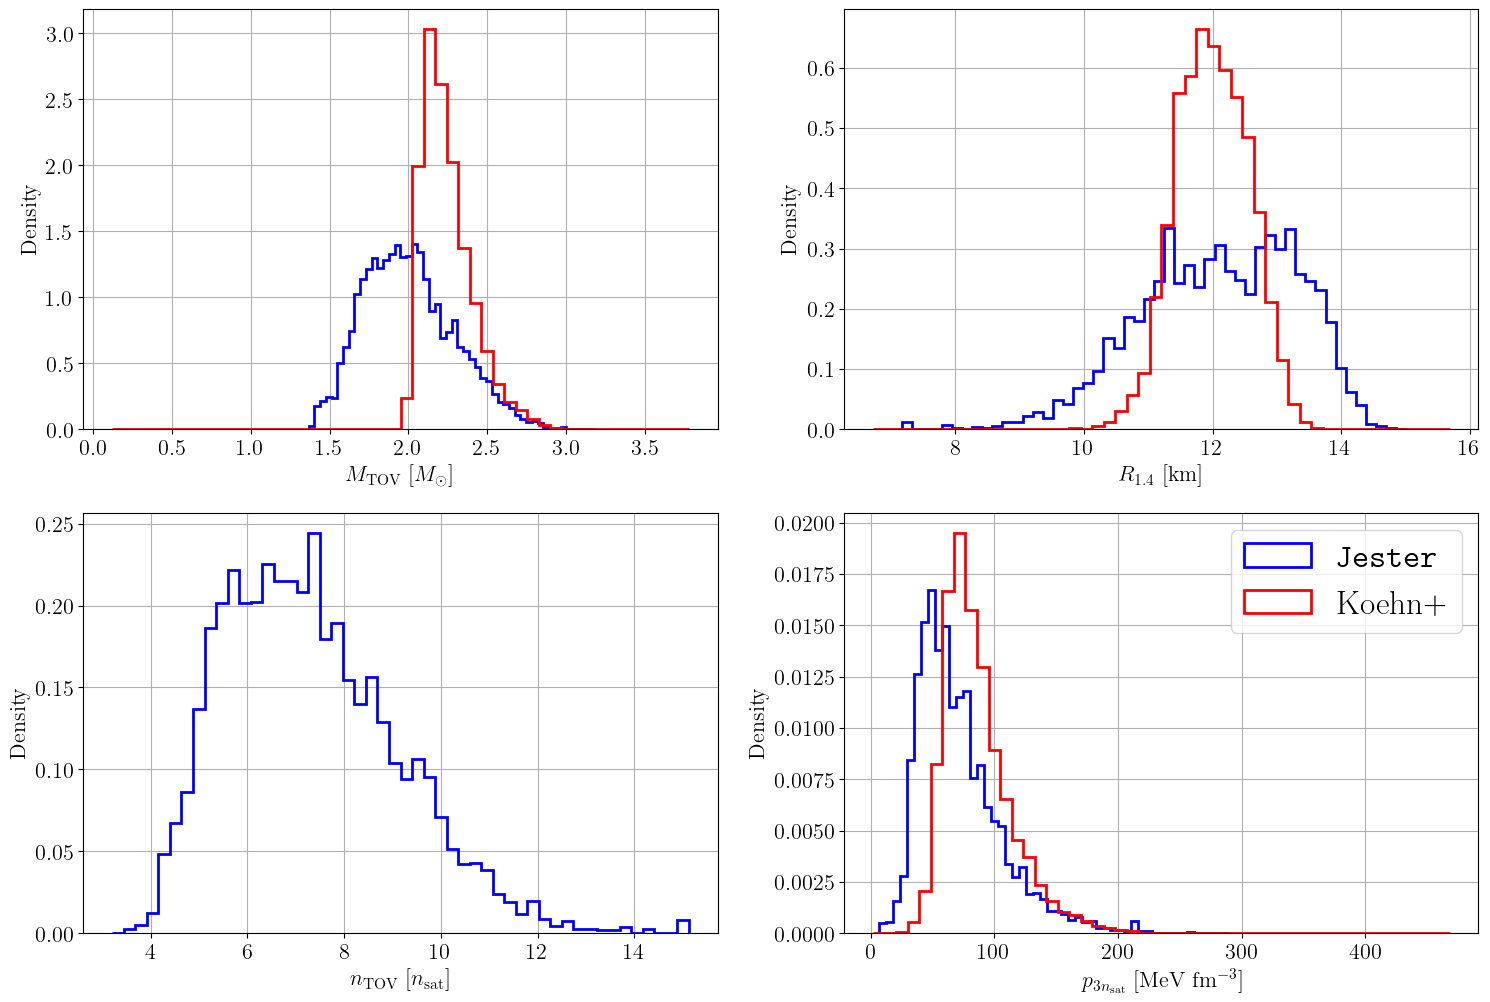 3.0
2.5
2.0
1.5
1.0
0.5
0.0
Density
0.0 0.5 1.0 1.5 2.0 2.5 3.0 3.5
M_TOV [M_⊙]
0.6
0.5
0.4
0.3
0.2
0.1
0.0
Density
8 10 12 14 16
R_1.4 [km]
0.25
0.20
0.15
0.10
0.05
0.00
Density
4 6 8 10 12 14
n_TOV [n_sat]
0.0200
0.0175
0.0150
0.0125
0.0100
0.0075
0.0050
0.0025
0.0000
Density
Jester
Koehn+
0 100 200 300 400
p_{3n_sat} [MeV fm^{-3}]